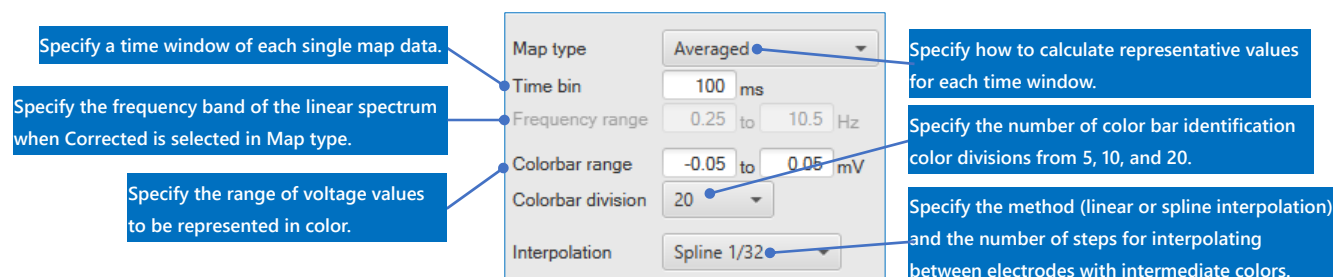 Specify a time window of each single map data.
Specify the frequency band of the linear spectrum
when Corrected is selected in Map type.
Specify the range of voltage values
to be represented in color.
Map type Averaged
Time bin 100 ms
Frequency range 0.25 to 10.5 Hz
Colorbar range -0.05 to 0.05 mV
Colorbar division 20
Interpolation Spline 1/32
Specify how to calculate representative values
for each time window.
Specify the number of color bar identification
color divisions from 5, 10, and 20.
Specify the method (linear or spline interpolation)
and the number of steps for interpolating
between electrodes with intermediate colors.